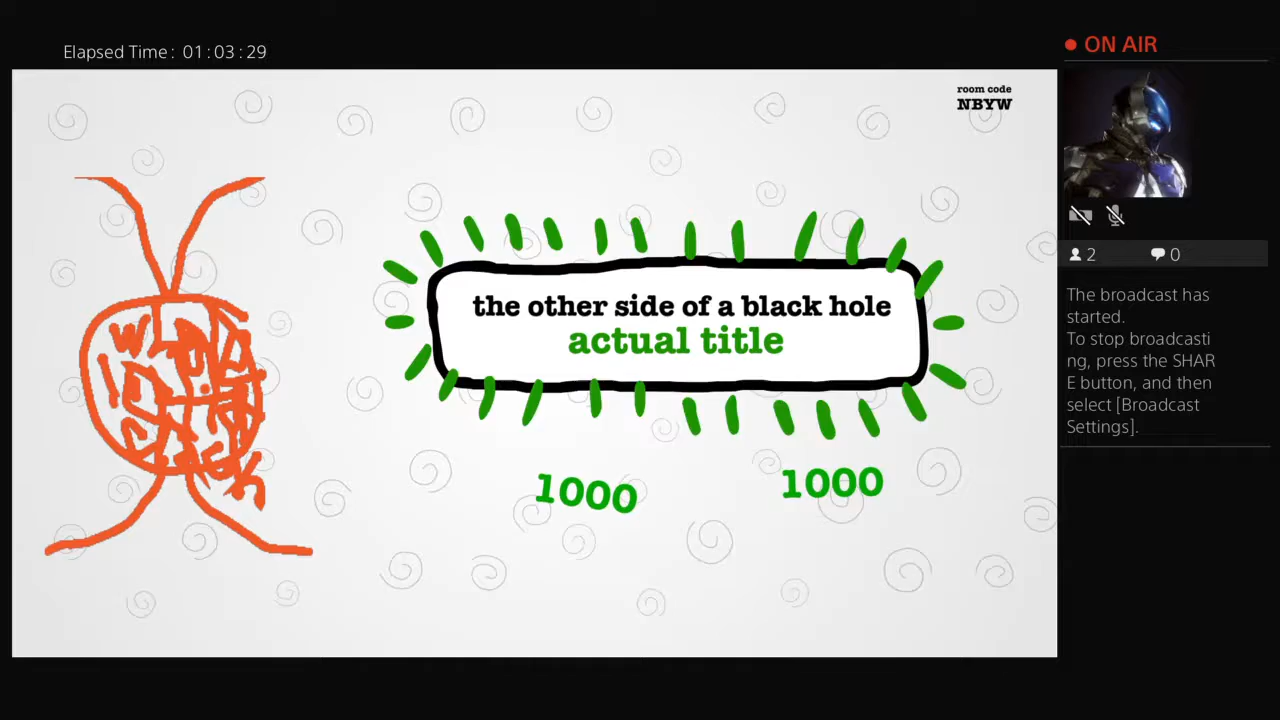 Elapsed Time: 01:03:29
ON AIR
room code
NBYW
the other side of a black hole
actual title
1000 1000
2 0
The broadcast has
started.
To stop broadcasti
ng, press the SHAR
E button, and then
select [Broadcast
Settings].